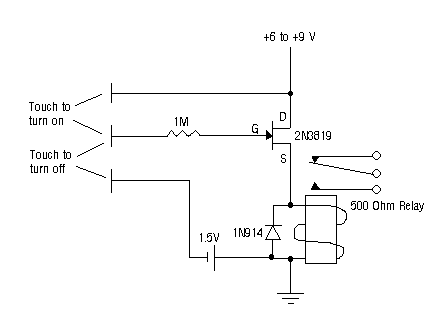 +6 to +9 V
Touch to
turn on
1M
D
G
2N3819
Touch to
turn off
S
500 Ohm Relay
1N914
1.5V